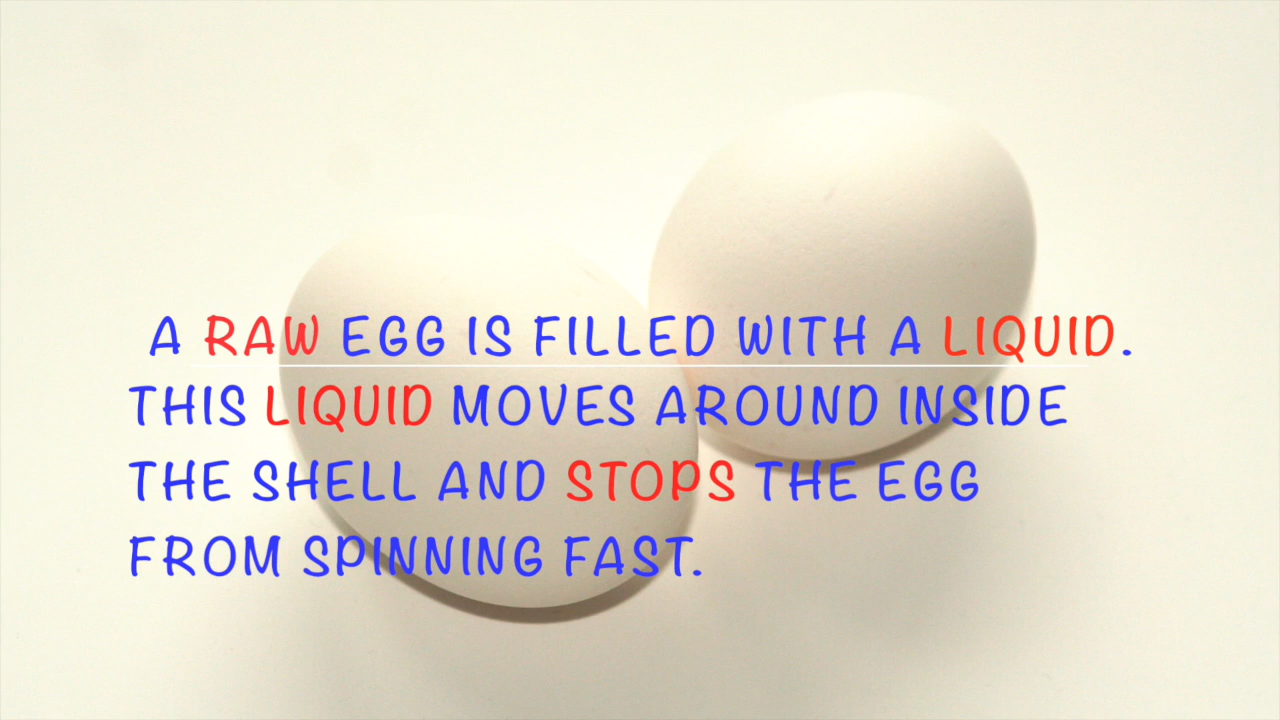 A RAW EGG IS FILLED WITH A LIQUID.
THIS LIQUID MOVES AROUND INSIDE
THE SHELL AND STOPS THE EGG
FROM SPINNING FAST.